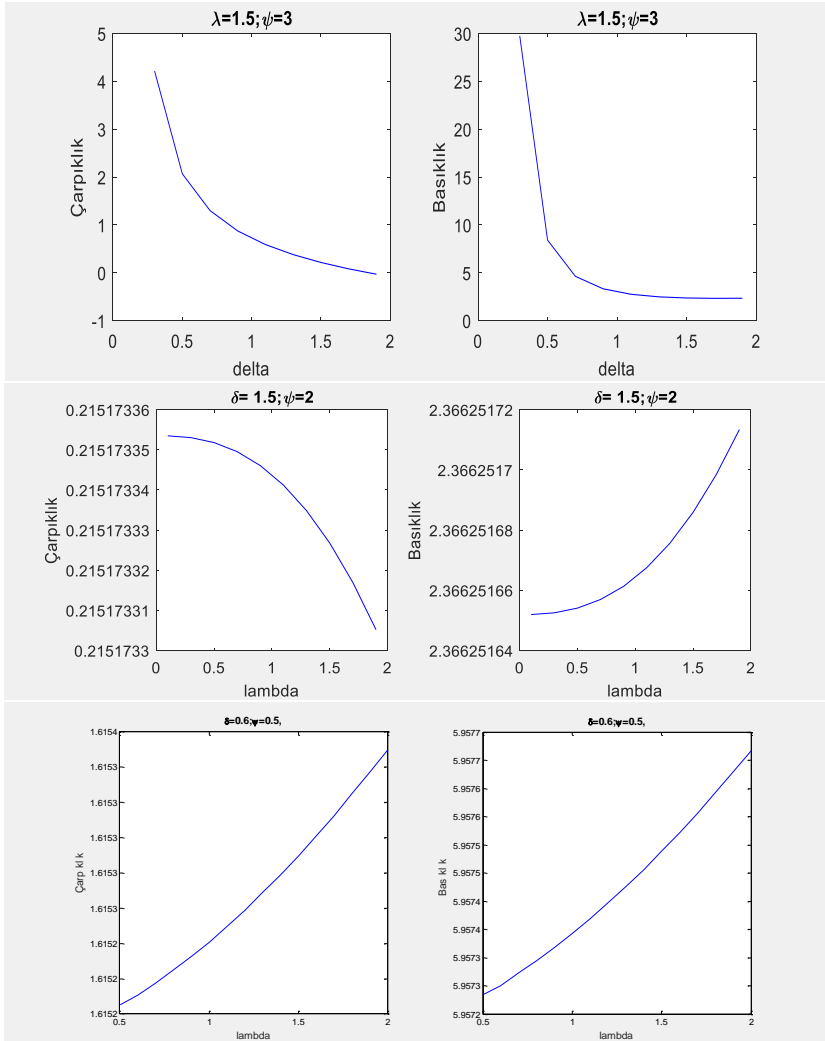 λ=1.5;ψ=3
5
4
3
2
1
0
-1
Çarpıklık
0 0.5 1 1.5 2
delta
λ=1.5;ψ=3
30
25
20
15
10
5
0
Basıklık
0 0.5 1 1.5 2
delta
δ= 1.5;ψ=2
0.21517336
0.215173355
0.21517334
0.215173333
0.215173332
0.215173331
0.2151733
Çarpıklık
0 0.5 1 1.5 2
lambda
δ= 1.5;ψ=2
2.36625172
2.3662517
2.36625168
2.36625166
2.36625164
Basıklık
0 0.5 1 1.5 2
lambda
δ=0.6;ψ=0.5,
1.6154
1.6153
1.6153
1.6153
1.6153
1.6153
1.6152
1.6152
1.6152
Çarp kl k
0.5 1 1.5 2
lambda
δ=0.6;ψ=0.5,
5.9577
5.9577
5.9576
5.9576
5.9575
5.9575
5.9574
5.9574
5.9573
5.9573
5.9572
Bas kl k
0.5 1 1.5 2
lambda